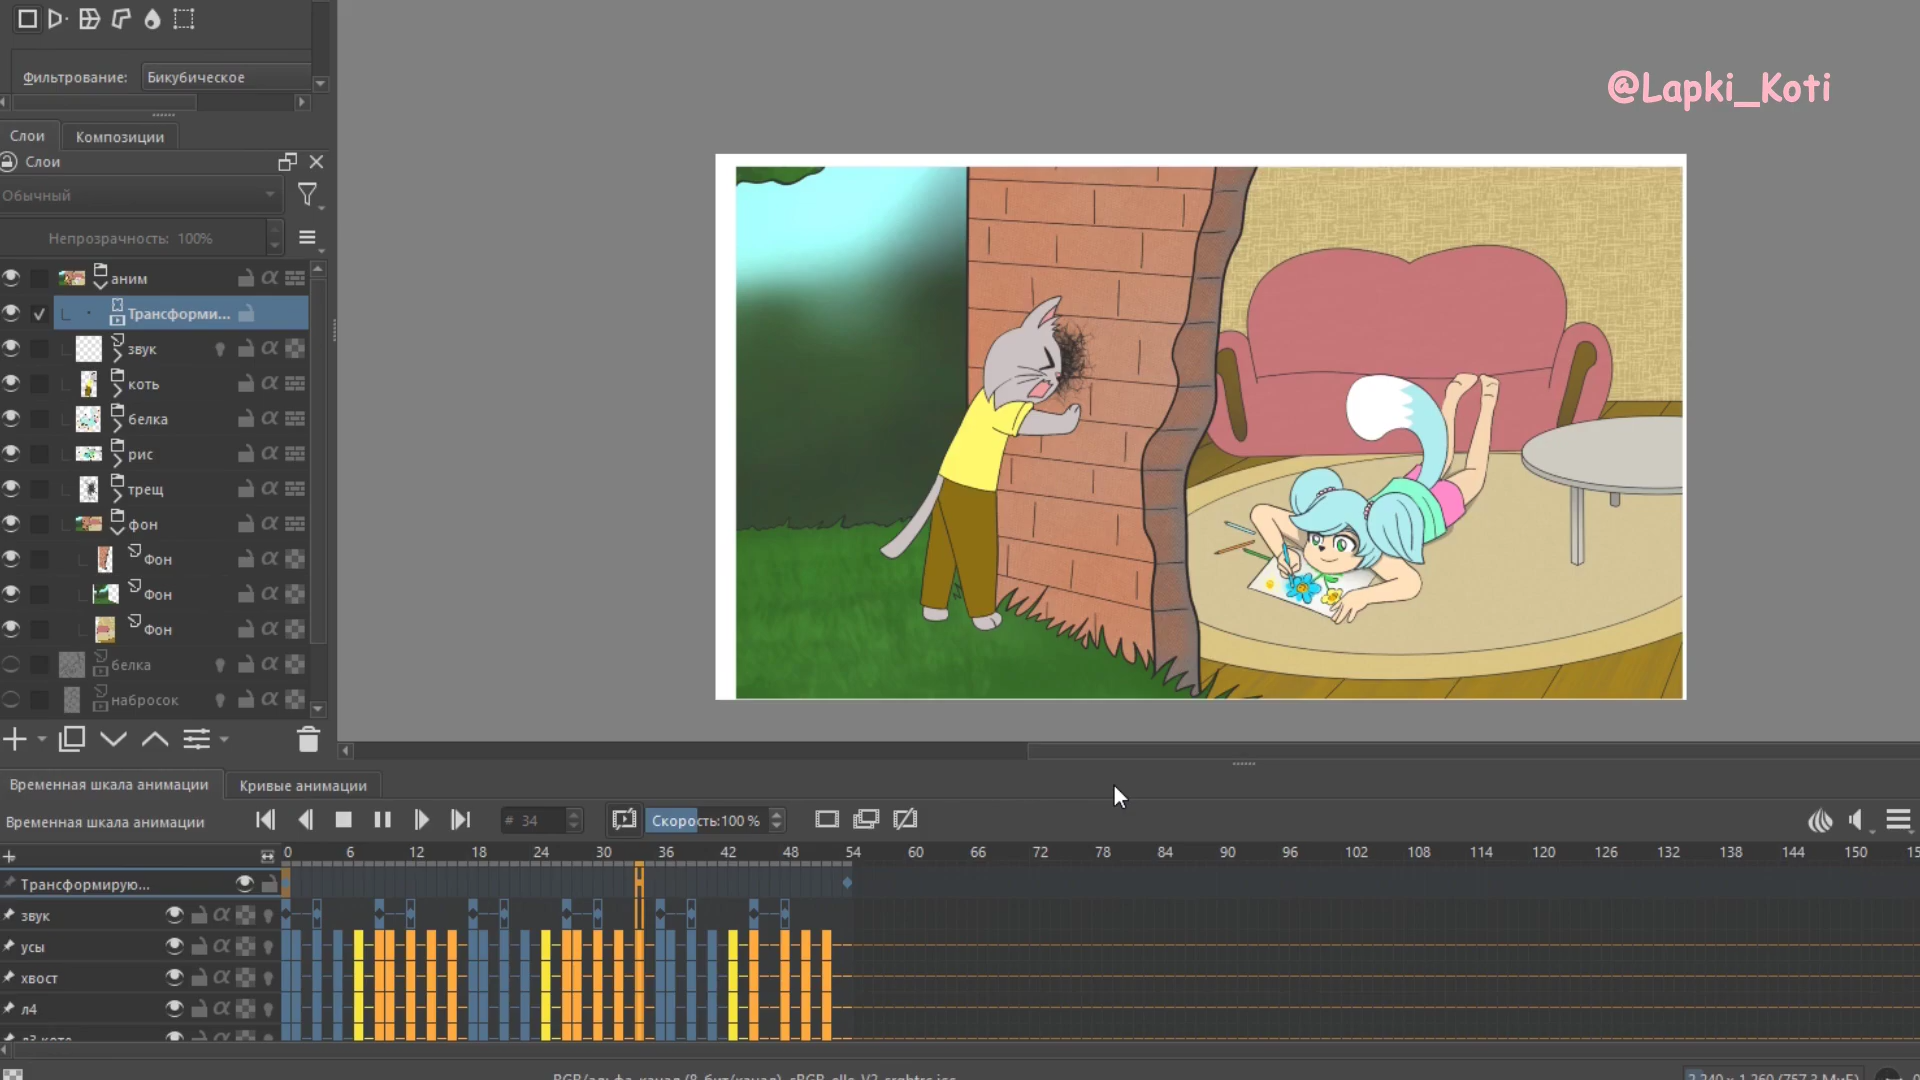 Фильтрование: Бикубическое
@Lapki_Koti
Слои Композиции
Слои
Обычный
Непрозрачность: 100%
аним
Трансформи...
звук
коть
белка
рис
трещ
фон
Фон
Фон
Фон
белка
набросок
Временная шкала анимации Кривые анимации
Временная шкала анимации # 34 Скорость:100 %
0 6 12 18 24 30 36 42 48 54 60 66 72 78 84 90 96 102 108 114 120 126 132 138 144 150 15
Трансформирую...
звук
усы
хвост
л4